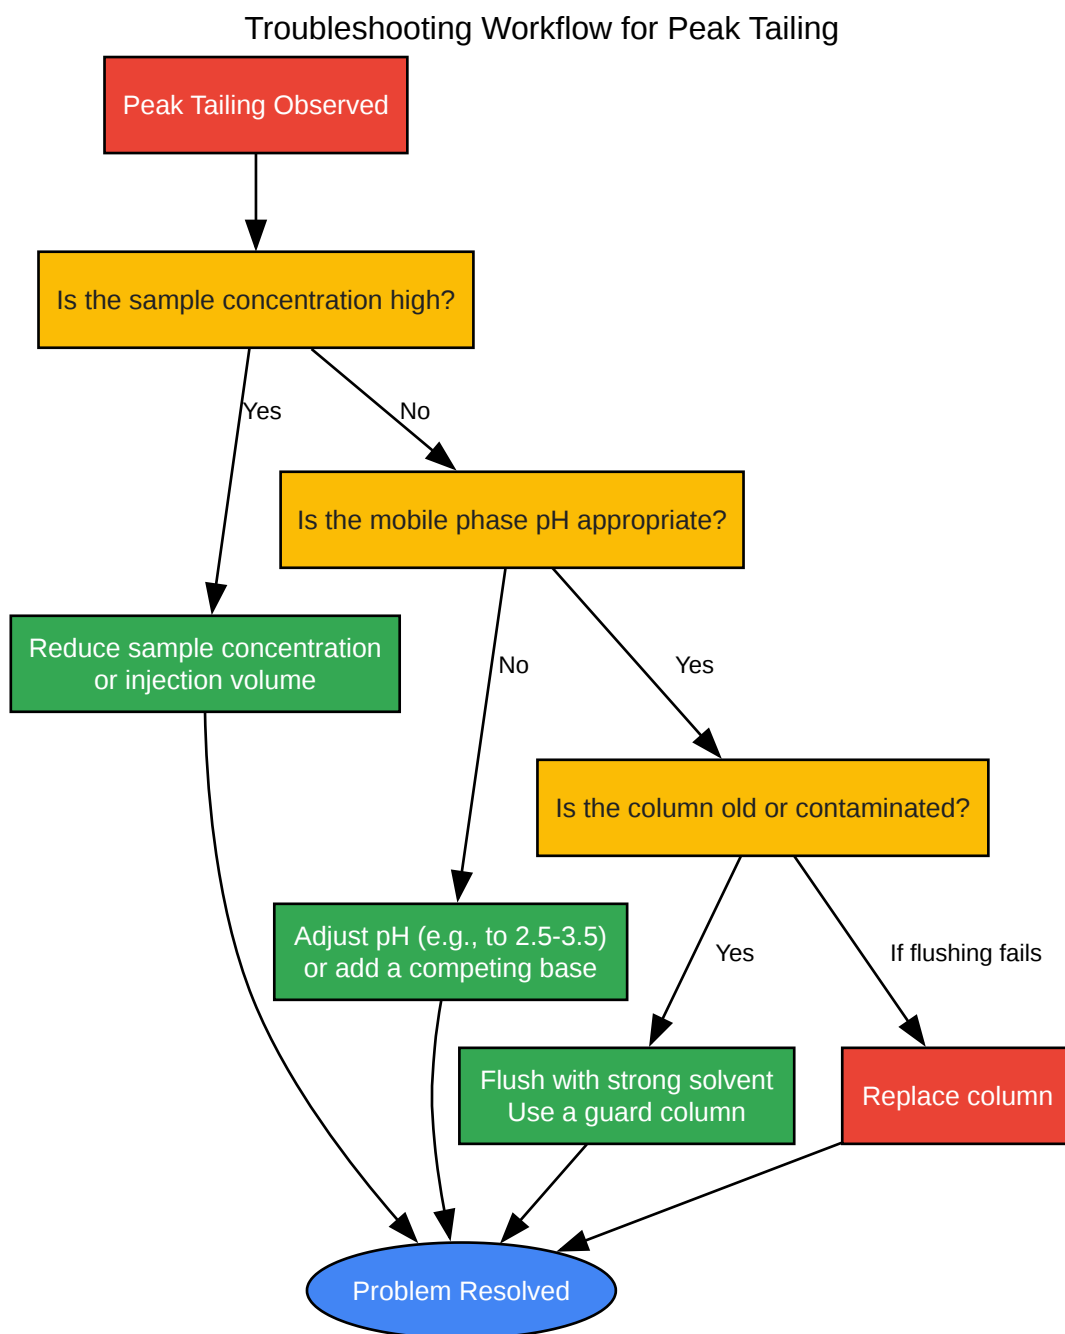 Troubleshooting Workflow for Peak Tailing
Peak Tailing Observed
Is the sample concentration high?
Yes
No
Is the mobile phase pH appropriate?
Reduce sample concentration
or injection volume
No
Yes
Is the column old or contaminated?
Adjust pH (e.g., to 2.5-3.5)
or add a competing base
Yes
If flushing fails
Flush with strong solvent
Use a guard column
Replace column
Problem Resolved